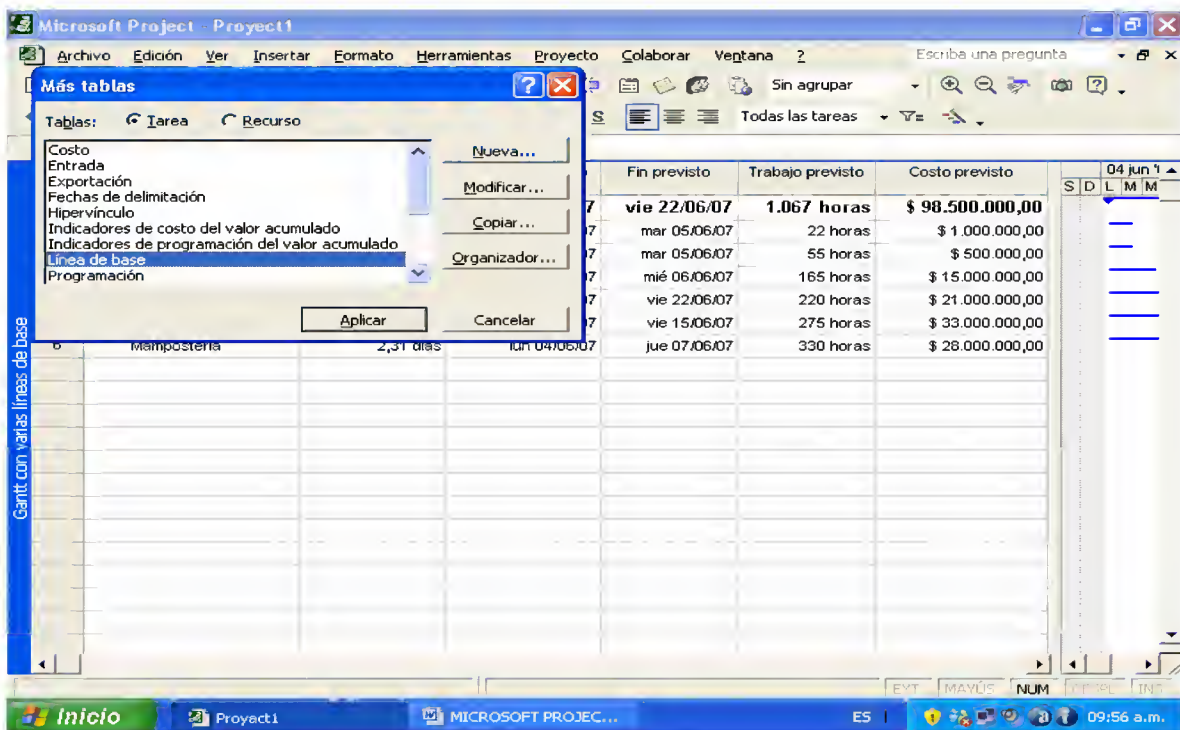 Microsoft Project - Proyect1
Archivo Edición Ver Insertar Formato Herramientas Proyecto Colaborar Ventana ? Escriba una pregunta
Más tablas
Sin agrupar
Tablas: Tarea Recurso
S Todas las tareas
Costo
Entrada
Exportación
Fechas de delimitación
Hipervínculo
Indicadores de costo del valor acumulado
Indicadores de programación del valor acumulado
Línea de base
Programación
Nueva...
Modificar...
Copiar...
Organizador...
Aplicar Cancelar
Fin previsto Trabajo previsto Costo previsto 04 jun '
S D L M M
7 vie 22/06/07 1.067 horas $ 98.500.000,00
07 mar 05/06/07 22 horas $ 1.000.000,00
07 mar 05/06/07 55 horas $ 500.000,00
07 mié 06/06/07 165 horas $ 15.000.000,00
07 vie 22/06/07 220 horas $ 21.000.000,00
07 vie 15/06/07 275 horas $ 33.000.000,00
6 Mampostería 2,31 días lun 04/06/07 jue 07/06/07 330 horas $ 28.000.000,00
Gantt con varias líneas de base
EXT MAYÚS NUM
Inicio Proyect1 MICROSOFT PROJEC... ES 09:56 a.m.